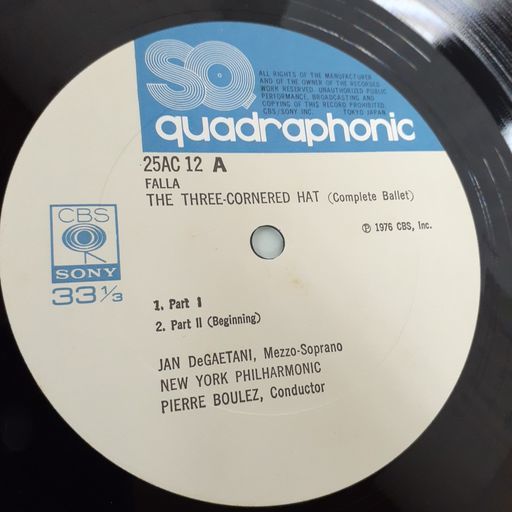 SQ
ALL RIGHTS OF THE MANUFACTURER
AND OF THE OWNER OF THE RECORDED
WORK RESERVED. UNAUTHORIZED PUBLIC
PERFORMANCE, BROADCASTING AND
COPYING OF THIS RECORD PROHIBITED.
CBS/SONY INC. TOKYO JAPAN
quadraphonic
25AC 12 A
FALLA
THE THREE-CORNERED HAT (Complete Ballet)
℗ 1976 CBS, Inc.
CBS
SONY
33 1/3
1. Part I
2. Part II (Beginning)
JAN DeGAETANI, Mezzo-Soprano
NEW YORK PHILHARMONIC
PIERRE BOULEZ, Conductor